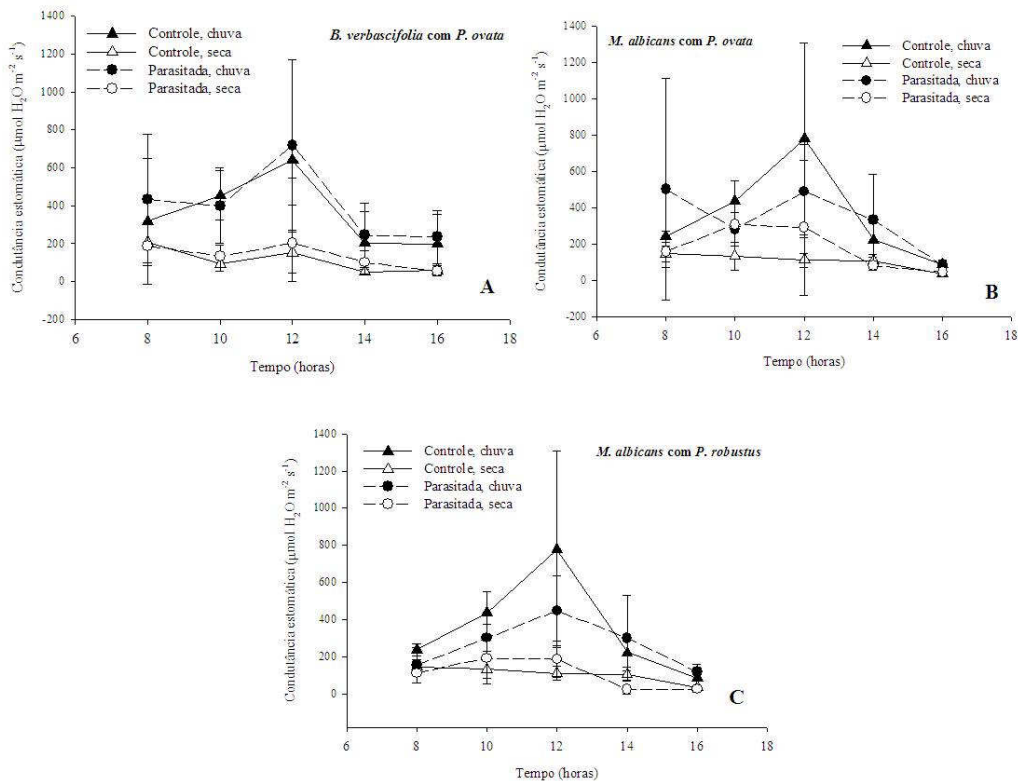 B. verbascifolia com P. ovata
Controle, chuva
Controle, seca
Parasitada, chuva
Parasitada, seca
Condutância estomática (µmol H2O m-2 s-1)
1400
1200
1000
800
600
400
200
0
-200
6
8
10
12
14
16
18
Tempo (horas)
A
M. albicans com P. ovata
Controle, chuva
Controle, seca
Parasitada, chuva
Parasitada, seca
Condutância estomática (µmol H2O m-2 s-1)
1400
1200
1000
800
600
400
200
0
-200
6
8
10
12
14
16
18
Tempo (horas)
B
M. albicans com P. robustus
Controle, chuva
Controle, seca
Parasitada, chuva
Parasitada, seca
Condutância estomática (µmol H2O m-2 s-1)
1400
1200
1000
800
600
400
200
0
6
8
10
12
14
16
18
Tempo (horas)
C